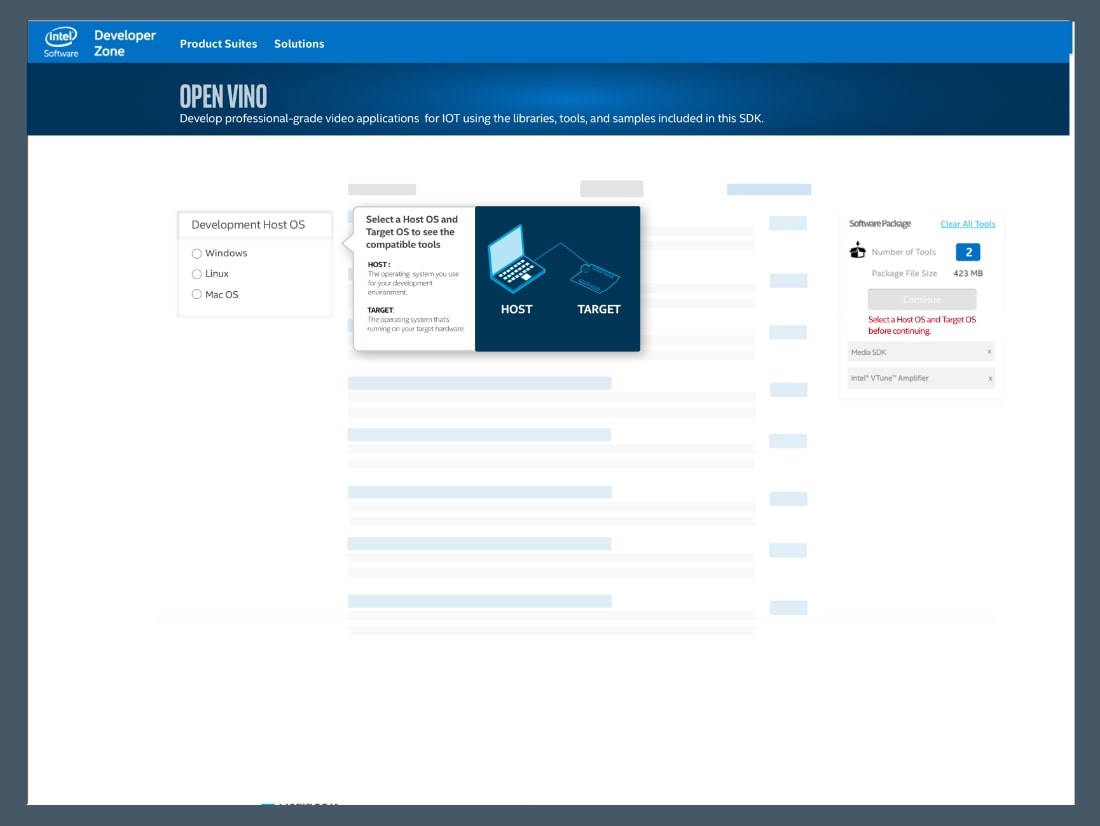 intel
Software
Developer
Zone
Product Suites
Solutions
OPEN VINO
Develop professional-grade video applications for IOT using the libraries, tools, and samples included in this SDK.
Development Host OS
Windows
Linux
Mac OS
Select a Host OS and
Target OS to see the
compatible tools
HOST :
The operating system you use
for your development
environment.
TARGET:
The operating system that's
running on your target hardware.
HOST
TARGET
Software Package
Clear All Tools
Number of Tools
2
Package File Size
423 MB
Continue
Select a Host OS and Target OS
before continuing.
Media SDK
x
Intel® VTune™ Amplifier
x